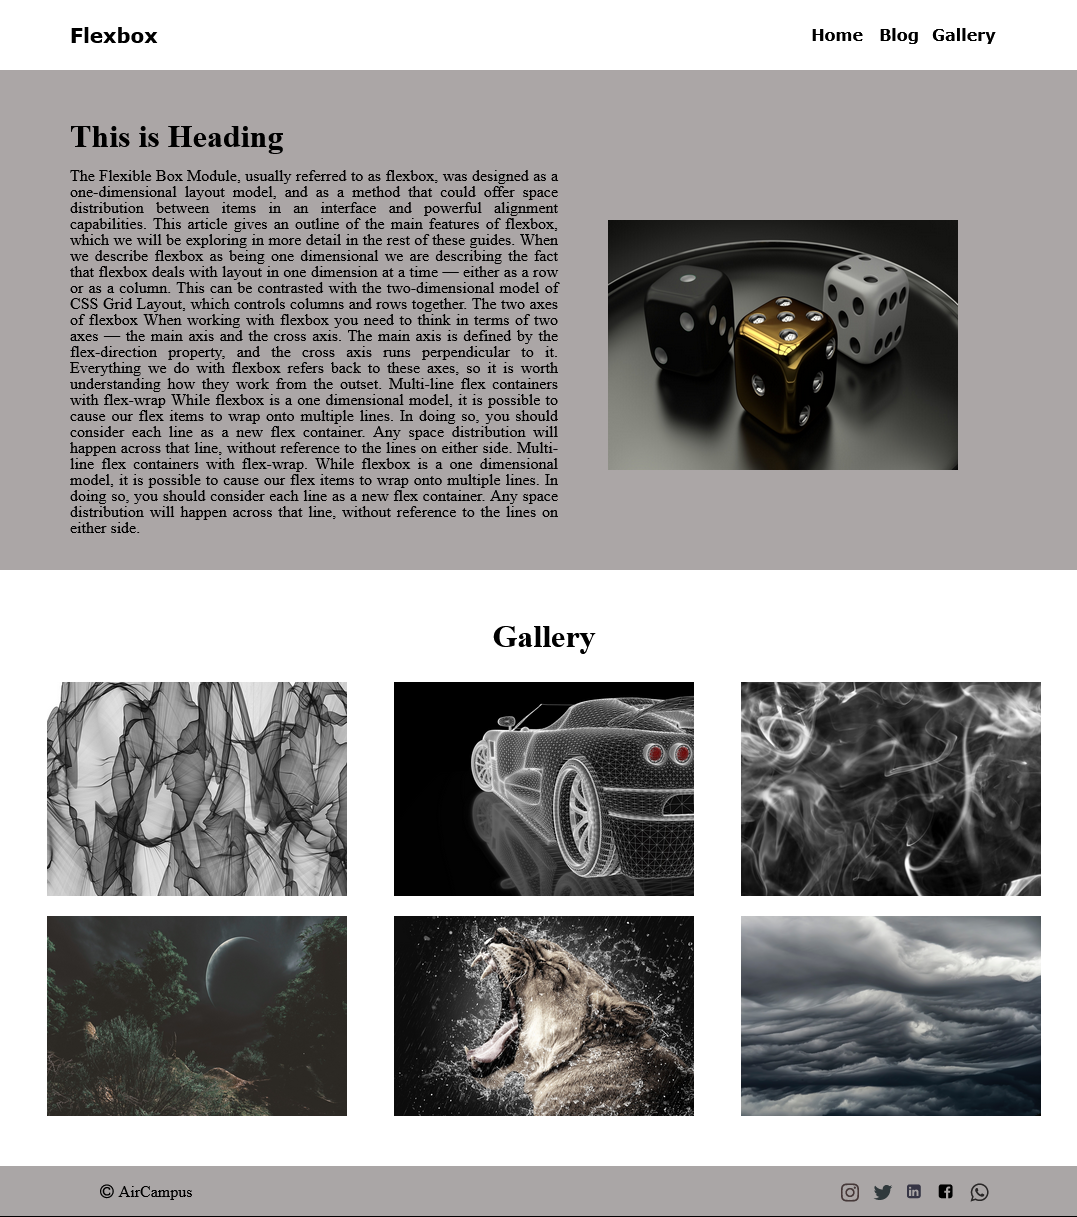 Flexbox
Home Blog Gallery
This is Heading
The Flexible Box Module, usually referred to as flexbox, was designed as a
one-dimensional layout model, and as a method that could offer space
distribution between items in an interface and powerful alignment
capabilities. This article gives an outline of the main features of flexbox,
which we will be exploring in more detail in the rest of these guides. When
we describe flexbox as being one dimensional we are describing the fact
that flexbox deals with layout in one dimension at a time — either as a row
or as a column. This can be contrasted with the two-dimensional model of
CSS Grid Layout, which controls columns and rows together. The two axes
of flexbox When working with flexbox you need to think in terms of two
axes — the main axis and the cross axis. The main axis is defined by the
flex-direction property, and the cross axis runs perpendicular to it.
Everything we do with flexbox refers back to these axes, so it is worth
understanding how they work from the outset. Multi-line flex containers
with flex-wrap While flexbox is a one dimensional model, it is possible to
cause our flex items to wrap onto multiple lines. In doing so, you should
consider each line as a new flex container. Any space distribution will
happen across that line, without reference to the lines on either side. Multi-
line flex containers with flex-wrap. While flexbox is a one dimensional
model, it is possible to cause our flex items to wrap onto multiple lines. In
doing so, you should consider each line as a new flex container. Any space
distribution will happen across that line, without reference to the lines on
either side.
Gallery
© AirCampus